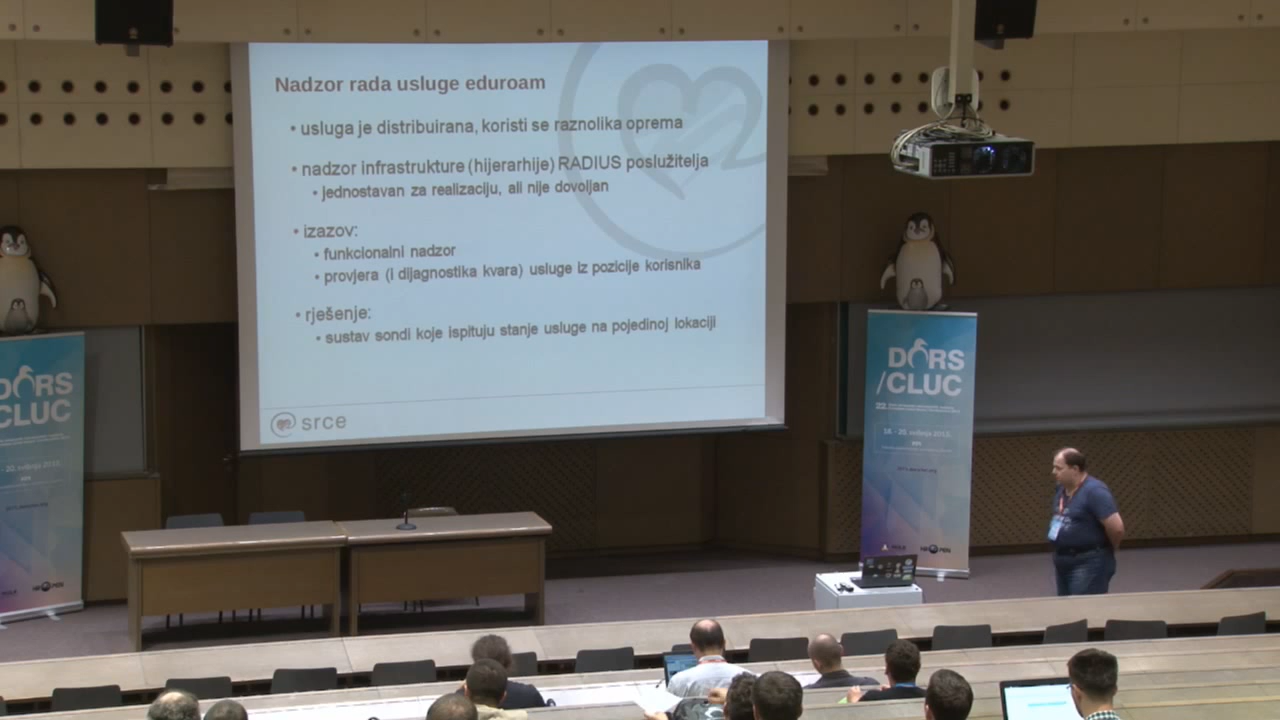 Nadzor rada usluge eduroam
• usluga je distribuirana, koristi se raznolika oprema
• nadzor infrastrukture (hijerarhije) RADIUS poslužitelja
• jednostavan za realizaciju, ali nije dovoljan
• izazov:
• funkcionalni nadzor
• provjera (i dijagnostika kvara) usluge iz pozicije korisnika
• rješenje:
• sustav sondi koje ispituju stanje usluge na pojedinoj lokaciji
srce
DORS
/CLUC
DORS
CLUC